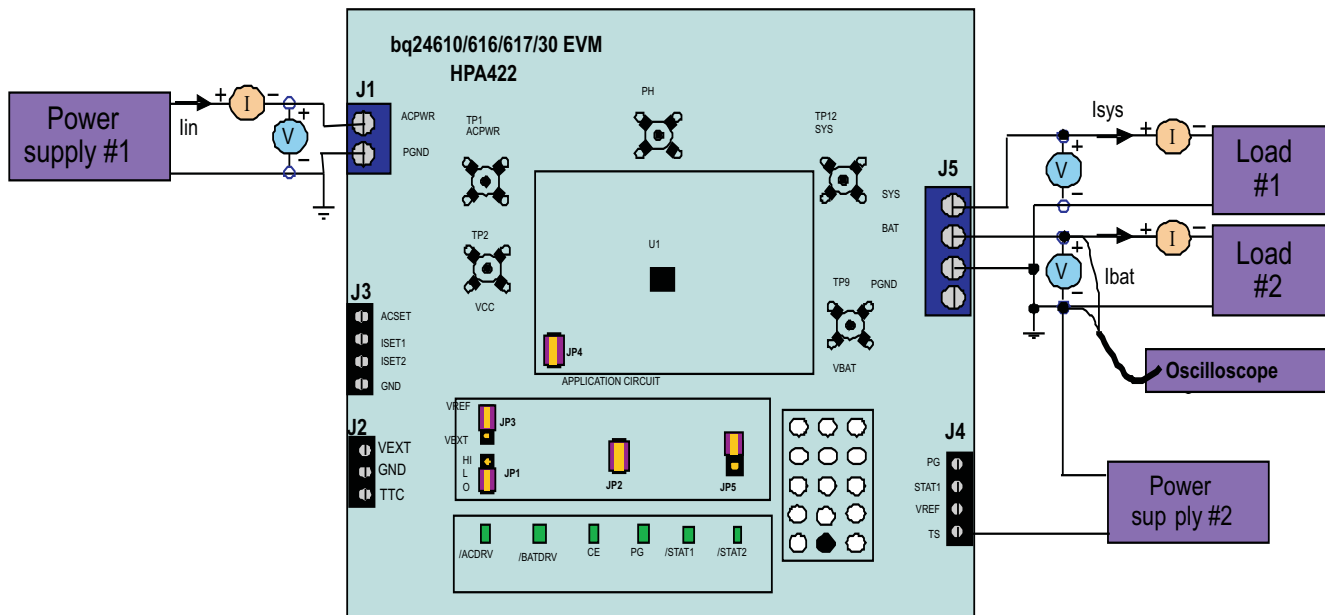 bq24610/616/617/30 EVM
HPA422
J1
Power
supply #1
Iin
+
I
−
+
V
−
ACPWR
PGND
TP1
ACPWR
PH
TP12
SYS
TP2
VCC
U1
TP9
VBAT
JP4
APPLICATION CIRCUIT
SYS
BAT
PGND
J5
Isys
+
I
−
+
V
−
Load
#1
+
I
−
Ibat
+
V
−
Load
#2
Oscilloscope
J3
ACSET
ISET1
ISET2
GND
J2
VEXT
GND
TTC
VREF
VEXT
JP3
HI
L
O
JP1
JP2
JP5
/ACDRV
/BATDRV
CE
PG
/STAT1
/STAT2
J4
PG
STAT1
VREF
TS
Power
sup ply #2